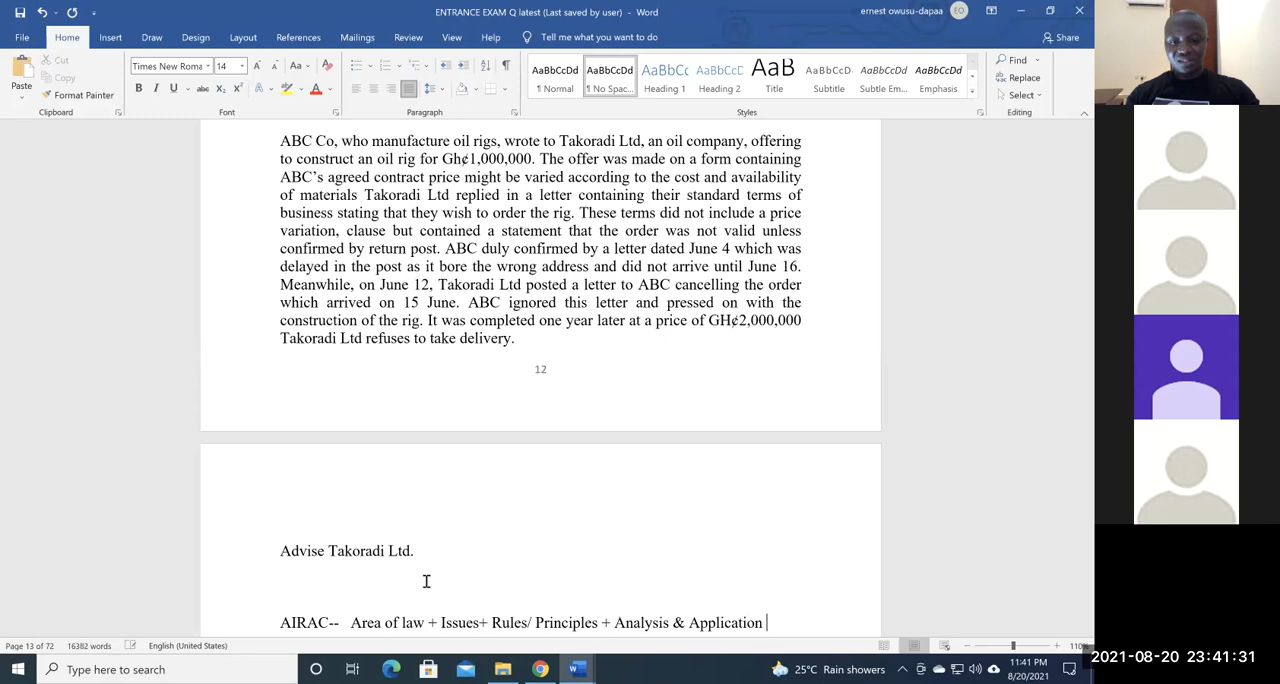 ENTRANCE EXAM Q latest (Last saved by user) - Word
ernest owusu-dapaa
EO
File Home Insert Draw Design Layout References Mailings Review View Help Tell me what you want to do
Share
Paste
Cut
Copy
Format Painter
Clipboard
Times New Roma 14
Aa
B I U abc X₂ X² A A
Font
Paragraph
AaBbCcDd AaBbCcDd AaBbCc AaBbCcD AaB AaBbCcD AaBbCcDd AaBbCcDd
¶ Normal ¶ No Spac... Heading 1 Heading 2 Title Subtitle Subtle Em... Emphasis
Styles
Find
Replace
Select
Editing
ABC Co, who manufacture oil rigs, wrote to Takoradi Ltd, an oil company, offering
to construct an oil rig for Gh¢1,000,000. The offer was made on a form containing
ABC's agreed contract price might be varied according to the cost and availability
of materials Takoradi Ltd replied in a letter containing their standard terms of
business stating that they wish to order the rig. These terms did not include a price
variation, clause but contained a statement that the order was not valid unless
confirmed by return post. ABC duly confirmed by a letter dated June 4 which was
delayed in the post as it bore the wrong address and did not arrive until June 16.
Meanwhile, on June 12, Takoradi Ltd posted a letter to ABC cancelling the order
which arrived on 15 June. ABC ignored this letter and pressed on with the
construction of the rig. It was completed one year later at a price of GH¢2,000,000
Takoradi Ltd refuses to take delivery.
12
Advise Takoradi Ltd.
AIRAC-- Area of law + Issues+ Rules/ Principles + Analysis & Application
Page 13 of 72 16382 words English (United States) 110%
Type here to search
25°C Rain showers
11:41 PM
8/20/2021
2021-08-20 23:41:31